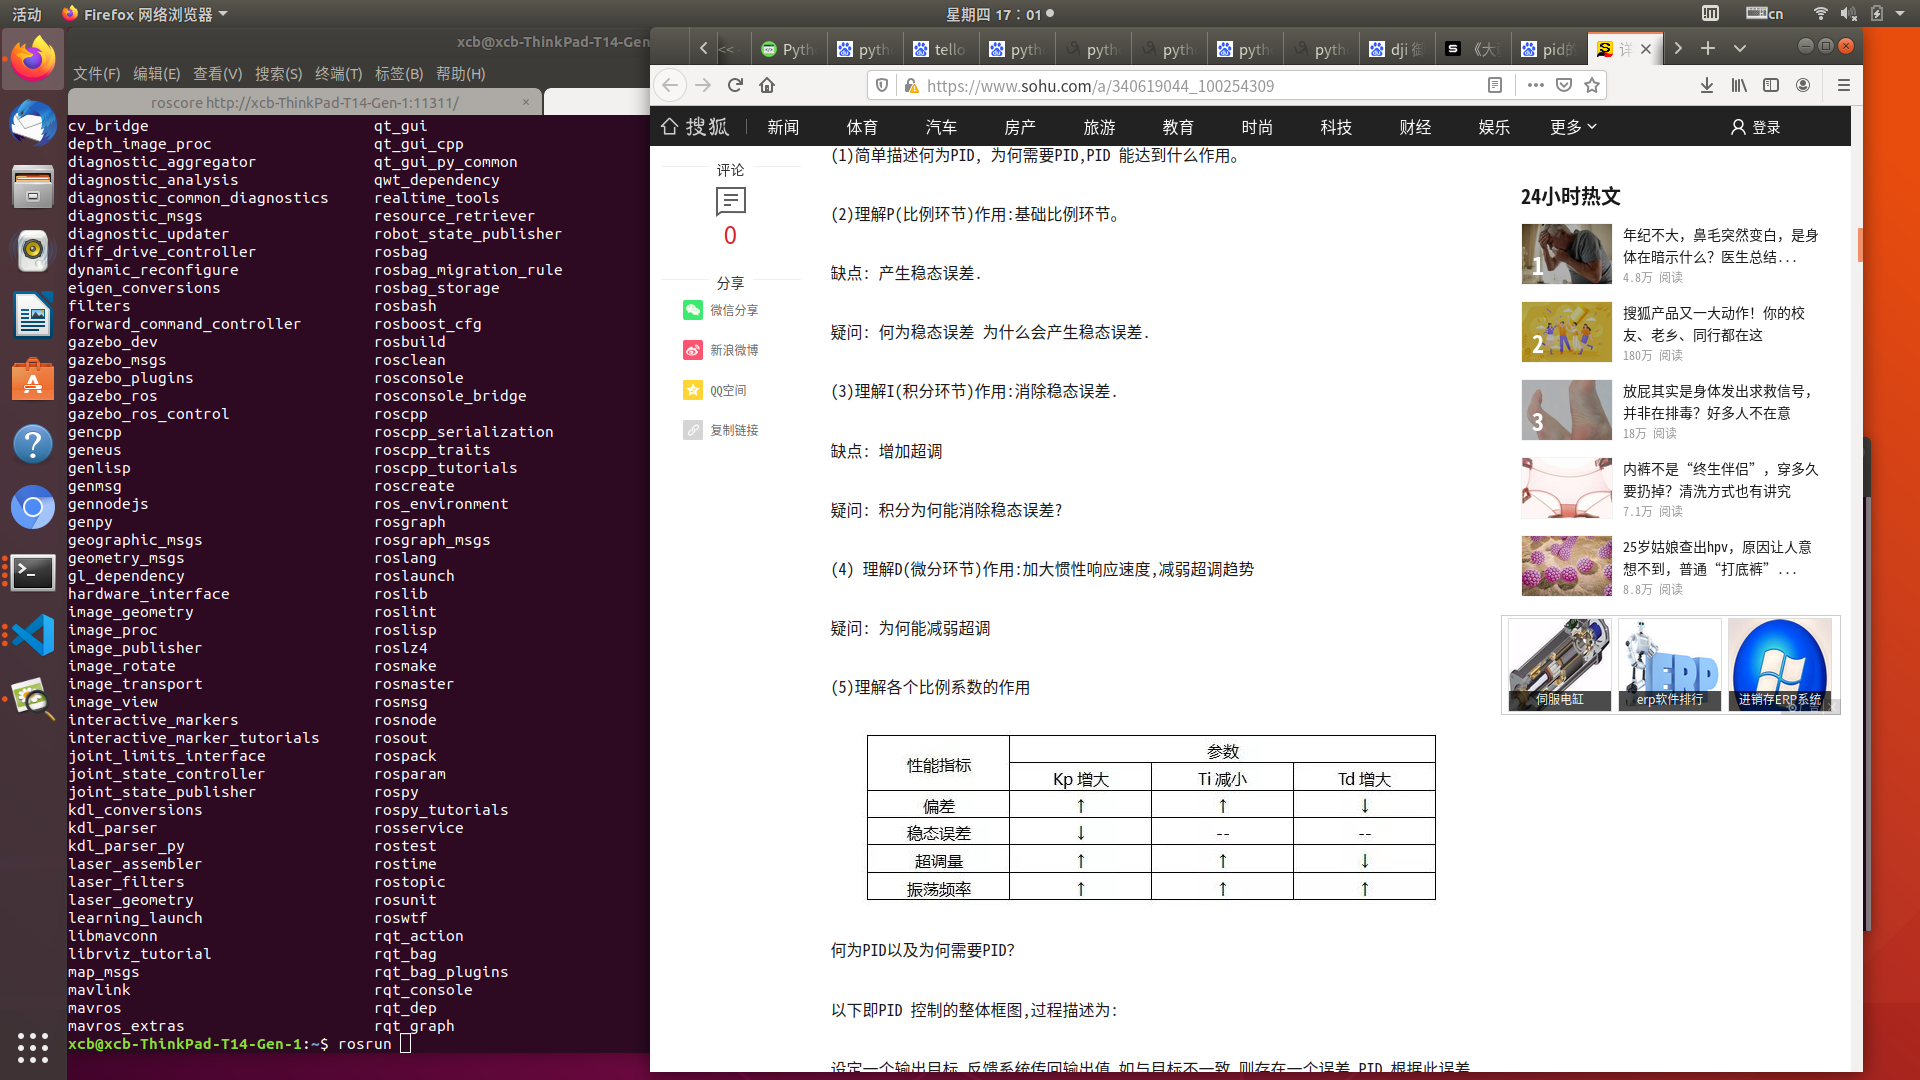 活动
Firefox 网络浏览器
星期四 17：01
cn
xcb@xcb-ThinkPad-T14-Gen
文件(F) 编辑(E) 查看(V) 搜索(S) 终端(T) 标签(B) 帮助(H)
roscore http://xcb-ThinkPad-T14-Gen-1:11311/ ×
cv_bridge qt_gui
depth_image_proc qt_gui_cpp
diagnostic_aggregator qt_gui_py_common
diagnostic_analysis qwt_dependency
diagnostic_common_diagnostics realtime_tools
diagnostic_msgs resource_retriever
diagnostic_updater robot_state_publisher
diff_drive_controller rosbag
dynamic_reconfigure rosbag_migration_rule
eigen_conversions rosbag_storage
filters rosbash
forward_command_controller rosboost_cfg
gazebo_dev rosbuild
gazebo_msgs rosclean
gazebo_plugins rosconsole
gazebo_ros rosconsole_bridge
gazebo_ros_control roscpp
gencpp roscpp_serialization
geneus roscpp_traits
genlisp roscpp_tutorials
genmsg roscreate
gennodejs ros_environment
genpy rosgraph
geographic_msgs rosgraph_msgs
geometry_msgs roslang
gl_dependency roslaunch
hardware_interface roslib
image_geometry roslint
image_proc roslisp
image_publisher roslz4
image_rotate rosmake
image_transport rosmaster
image_view rosmsg
interactive_markers rosnode
interactive_marker_tutorials rosout
joint_limits_interface rospack
joint_state_controller rosparam
joint_state_publisher rospy
kdl_conversions rospy_tutorials
kdl_parser rosservice
kdl_parser_py rostest
laser_assembler rostime
laser_filters rostopic
laser_geometry rosunit
learning_launch roswtf
libmavconn rqt_action
librviz_tutorial rqt_bag
map_msgs rqt_bag_plugins
mavlink rqt_console
mavros rqt_dep
mavros_extras rqt_graph
xcb@xcb-ThinkPad-T14-Gen-1:~$ rosrun
<< Pyth pyth tello pyth pyth pyth pyth pyth dji 御 《大 pid的 详
https://www.sohu.com/a/340619044_100254309
搜狐 新闻 体育 汽车 房产 旅游 教育 时尚 科技 财经 娱乐 更多 登录
评论
0
分享
微信分享
新浪微博
QQ空间
复制链接
(1)简单描述何为PID, 为何需要PID,PID 能达到什么作用。
(2)理解P(比例环节)作用:基础比例环节。
缺点: 产生稳态误差.
疑问: 何为稳态误差 为什么会产生稳态误差.
(3)理解I(积分环节)作用:消除稳态误差.
缺点: 增加超调
疑问: 积分为何能消除稳态误差?
(4) 理解D(微分环节)作用:加大惯性响应速度,减弱超调趋势
疑问: 为何能减弱超调
(5)理解各个比例系数的作用
性能指标 参数
Kp 增大 Ti 减小 Td 增大
偏差 ↑ ↑ ↓
稳态误差 ↓ -- --
超调量 ↑ ↑ ↓
振荡频率 ↑ ↑ ↑
何为PID以及为何需要PID?
以下即PID 控制的整体框图,过程描述为:
设定一个输出目标,反馈系统传回输出值,如与目标不一致,则存在一个误差,PID 根据此误差
24小时热文
1
年纪不大，鼻毛突然变白，是身
体在暗示什么？医生总结...
4.8万 阅读
2
搜狐产品又一大动作！你的校
友、老乡、同行都在这
180万 阅读
3
放屁其实是身体发出求救信号，
并非在排毒？好多人不在意
18万 阅读
内裤不是“终生伴侣”，穿多久
要扔掉？清洗方式也有讲究
7.1万 阅读
25岁姑娘查出hpv，原因让人意
想不到，普通“打底裤”...
8.8万 阅读
伺服电缸
ERP
erp软件排行
进销存ERP系统